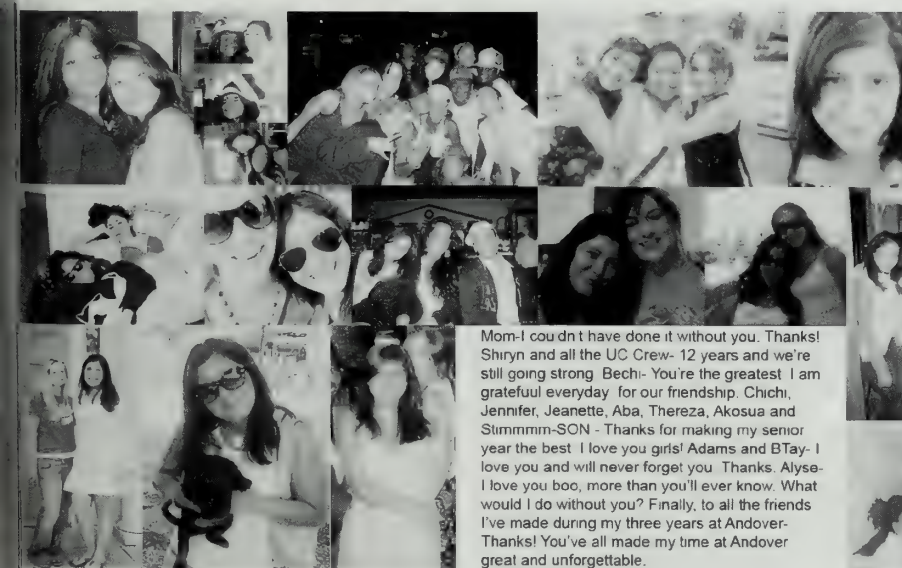 Mom-I coudn t have done it without you. Thanks!
Shiryn and all the UC Crew- 12 years and we're
still going strong Bechi- You're the greatest I am
gratefuul everyday for our friendship. Chichi,
Jennifer, Jeanette, Aba, Thereza, Akosua and
Stimmmim-SON - Thanks for making my senior
year the best I love you girls! Adams and BTay- I
love you and will never forget you Thanks. Alyse-
I love you boo, more than you'll ever know. What
would I do without you? Finally, to all the friends
I've made during my three years at Andover-
Thanks! You've all made my time at Andover
great and unforgettable.